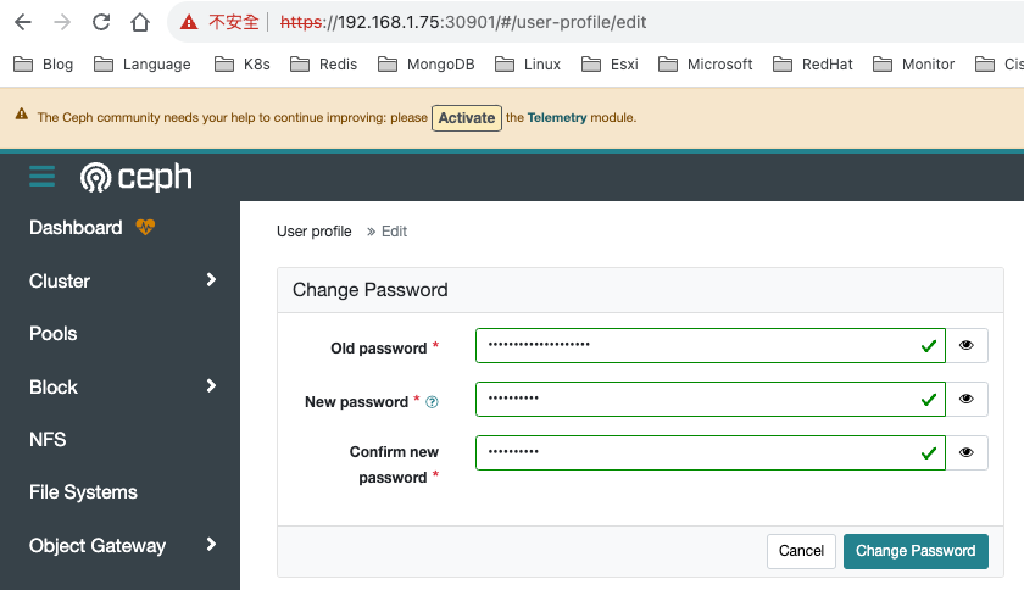 不安全 https://192.168.1.75:30901/#/user-profile/edit
Blog Language K8s Redis MongoDB Linux Esxi Microsoft RedHat Monitor Cis
The Ceph community needs your help to continue improving: please Activate the Telemetry module.
ceph
Dashboard
Cluster
Pools
Block
NFS
File Systems
Object Gateway
User profile » Edit
Change Password
Old password *
New password *
Confirm new
password *
Cancel Change Password